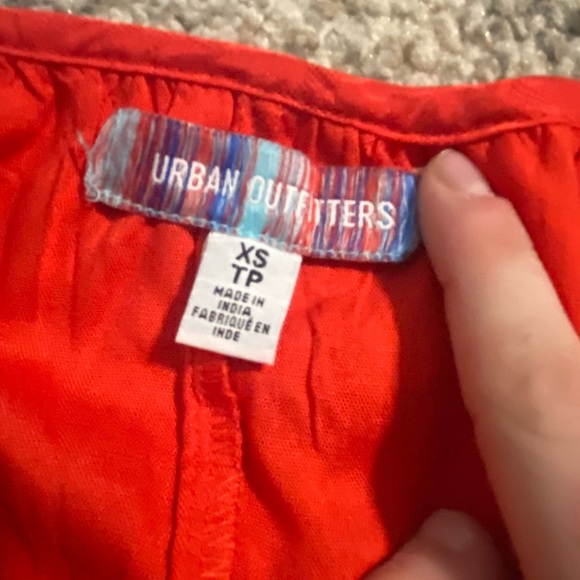 URBAN OUTFITTERS
XS
TP
MADE IN
INDIA
FABRIQUÉ EN
INDE